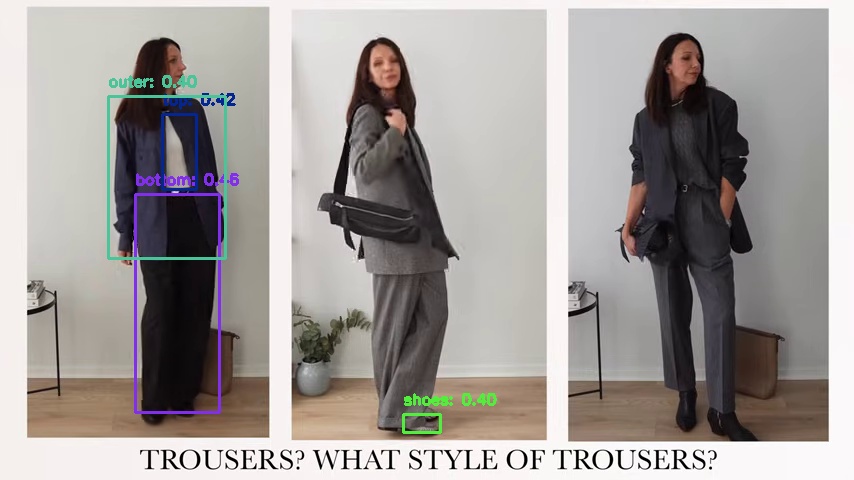 outer: 0.40
top: 0.42
bottom: 0.46
shoes: 0.40
TROUSERS? WHAT STYLE OF TROUSERS?